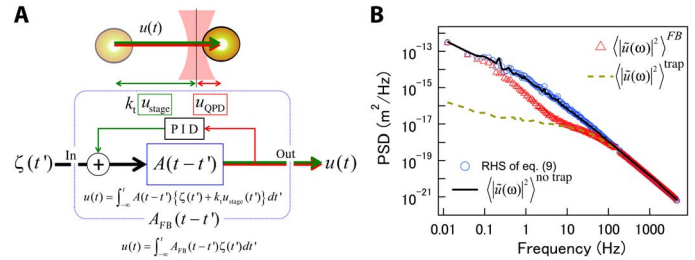 A
u(t)
k_t u_stage u_QPD
PID
ζ(t') In + A(t−t') Out u(t)
u(t) = ∫_{-∞}^{t} A(t−t'){ζ(t') + k_t u_stage(t')}dt'
A_FB(t−t')
u(t) = ∫_{-∞}^{t} A_FB(t−t')ζ(t')dt'
B
PSD (m²/Hz)
10⁻¹³
10⁻¹⁵
10⁻¹⁷
10⁻¹⁹
10⁻²¹
⟨|ũ(ω)|²⟩^FB
⟨|ũ(ω)|²⟩^trap
RHS of eq. (9)
⟨|ũ(ω)|²⟩^no trap
0.01 0.1 1 10 100 1000
Frequency (Hz)